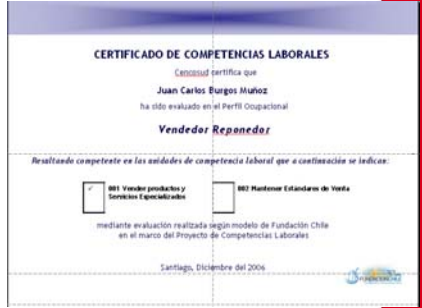 CERTIFICADO DE COMPETENCIAS LABORALES
Cencosud certifica que
Juan Carlos Burgos Muñoz
ha sido evaluado en el Perfil Ocupacional
Vendedor Reponedor
Resultando competente en las unidades de competencia laboral que a continuación se indican:
001 Vender productos y
Servicios Especializados
002 Mantener Estándares de Venta
mediante evaluación realizada según modelo de Fundación Chile
en el marco del Proyecto de Competencias Laborales
Santiago, Diciembre del 2006
FUNDACION CHILE